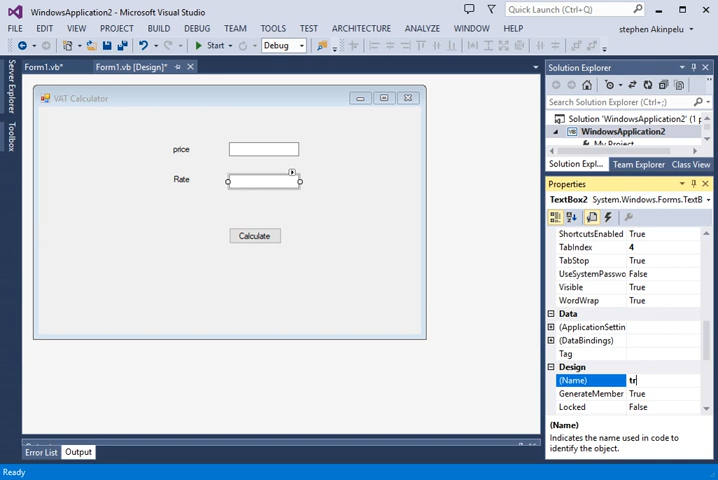 WindowsApplication2 - Microsoft Visual Studio
Quick Launch (Ctrl+Q)
FILE EDIT VIEW PROJECT BUILD DEBUG TEAM TOOLS TEST ARCHITECTURE ANALYZE WINDOW HELP
stephen Akinpelu
Start Debug
Server Explorer
Toolbox
Form1.vb*
Form1.vb [Design]*
VAT Calculator
price
Rate
Calculate
Solution Explorer
Search Solution Explorer (Ctrl+;)
Solution 'WindowsApplication2' (1 p
WindowsApplication2
My Project
Solution Expl... Team Explorer Class View
Properties
TextBox2 System.Windows.Forms.TextB
ShortcutsEnabled True
TabIndex 4
TabStop True
UseSystemPasswo False
Visible True
WordWrap True
Data
(ApplicationSettin
(DataBindings)
Tag
Design
(Name) tr
GenerateMember True
Locked False
(Name)
Indicates the name used in code to
identify the object.
Error List Output
Ready